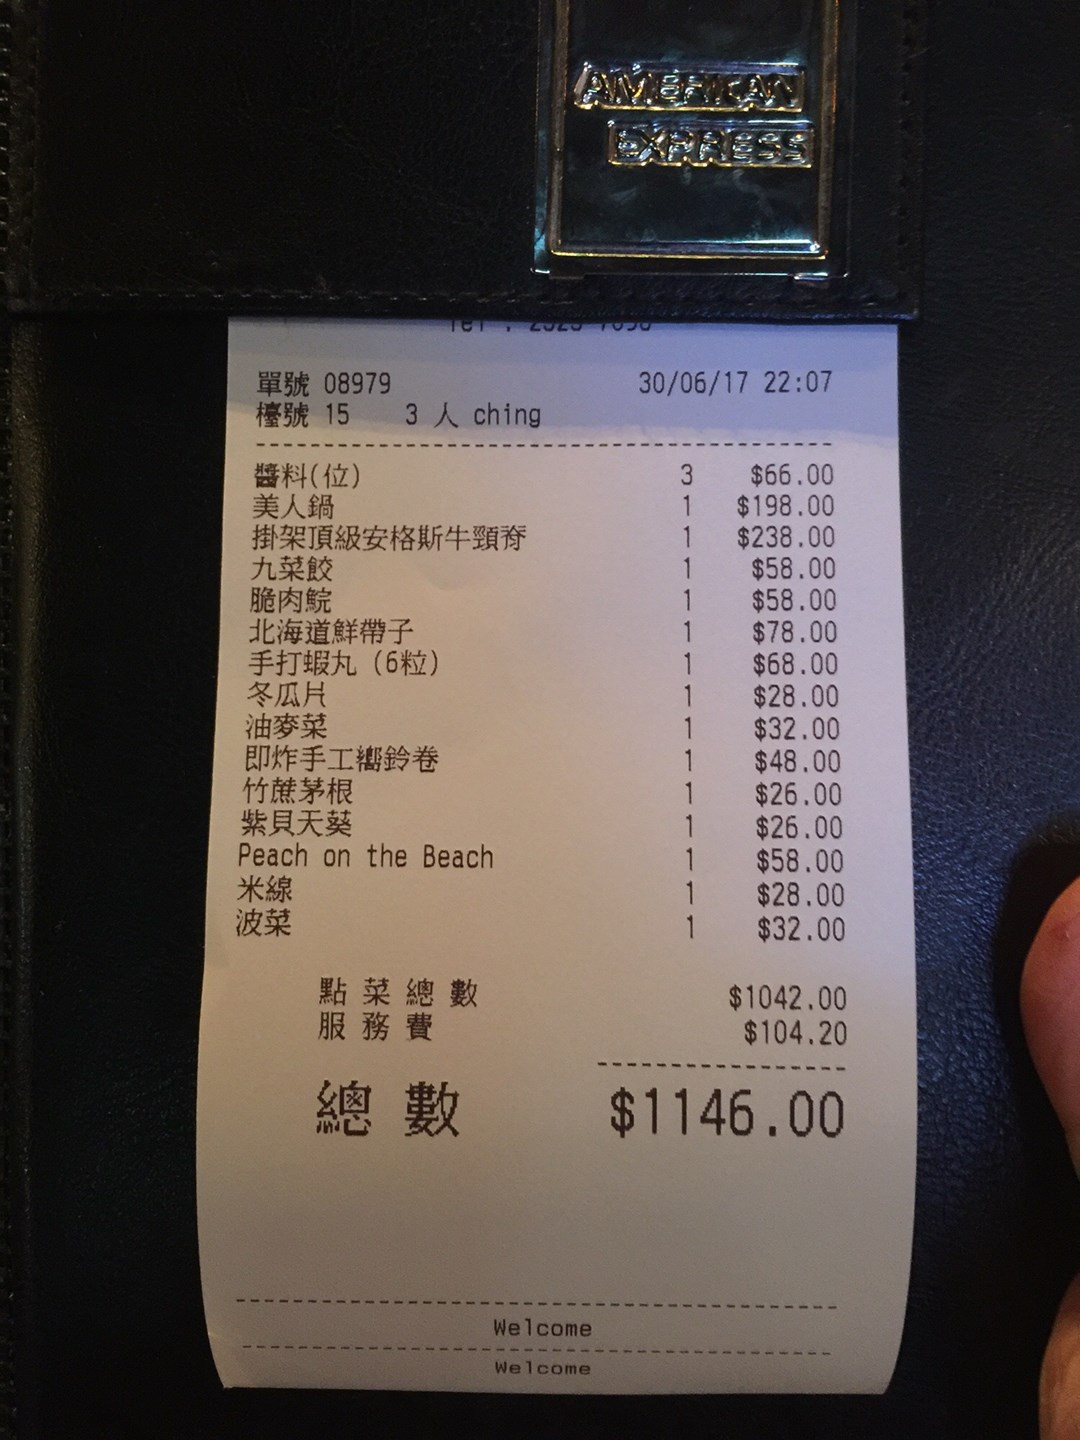 AMERICAN
EXPRESS
單號 08979 30/06/17 22:07
檯號 15 3 人 ching
醬料(位) 3 $66.00
美人鍋 1 $198.00
掛架頂級安格斯牛頸脊 1 $238.00
九菜餃 1 $58.00
脆肉鯇 1 $58.00
北海道鮮帶子 1 $78.00
手打蝦丸 (6粒) 1 $68.00
冬瓜片 1 $28.00
油麥菜 1 $32.00
即炸手工嚮鈴卷 1 $48.00
竹蔗茅根 1 $26.00
紫貝天葵 1 $26.00
Peach on the Beach 1 $58.00
米線 1 $28.00
波菜 1 $32.00
點菜總數 $1042.00
服務費 $104.20
總數 $1146.00
Welcome
Welcome